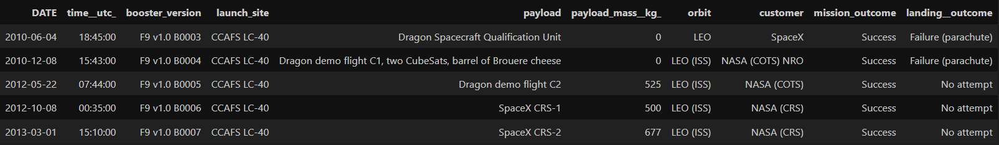 DATE time__utc_ booster_version launch_site payload payload_mass__kg_ orbit customer mission_outcome landing__outcome
2010-06-04 18:45:00 F9 v1.0 B0003 CCAFS LC-40 Dragon Spacecraft Qualification Unit 0 LEO SpaceX Success Failure (parachute)
2010-12-08 15:43:00 F9 v1.0 B0004 CCAFS LC-40 Dragon demo flight C1, two CubeSats, barrel of Brouere cheese 0 LEO (ISS) NASA (COTS) NRO Success Failure (parachute)
2012-05-22 07:44:00 F9 v1.0 B0005 CCAFS LC-40 Dragon demo flight C2 525 LEO (ISS) NASA (COTS) Success No attempt
2012-10-08 00:35:00 F9 v1.0 B0006 CCAFS LC-40 SpaceX CRS-1 500 LEO (ISS) NASA (CRS) Success No attempt
2013-03-01 15:10:00 F9 v1.0 B0007 CCAFS LC-40 SpaceX CRS-2 677 LEO (ISS) NASA (CRS) Success No attempt